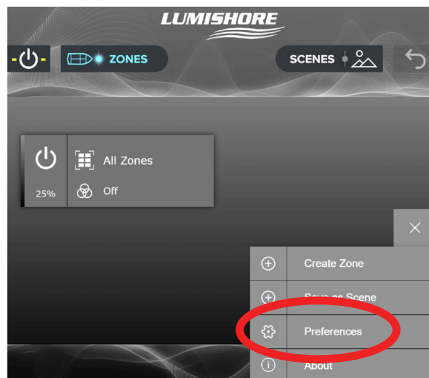 LUMISHORE
ZONES
SCENES
All Zones
25%
Off
Create Zone
Save as Scene
Preferences
About